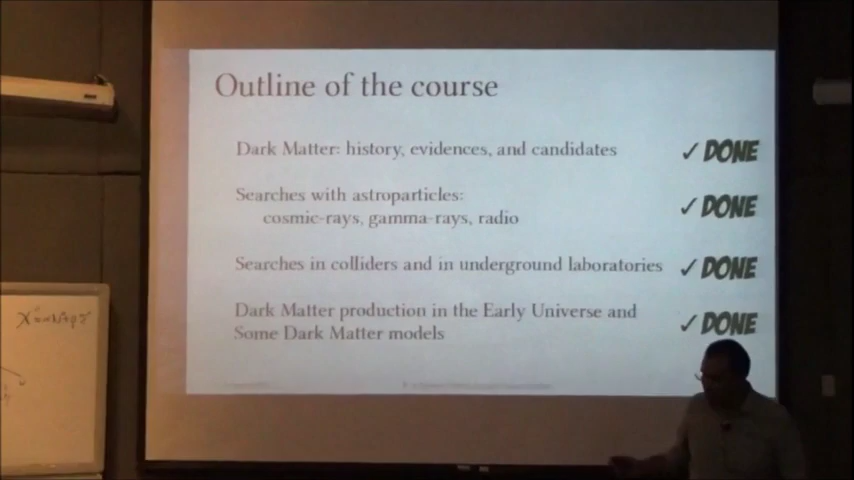 Outline of the course
Dark Matter: history, evidences, and candidates ✓ DONE
Searches with astroparticles:
cosmic-rays, gamma-rays, radio ✓ DONE
Searches in colliders and in underground laboratories ✓ DONE
Dark Matter production in the Early Universe and
Some Dark Matter models ✓ DONE